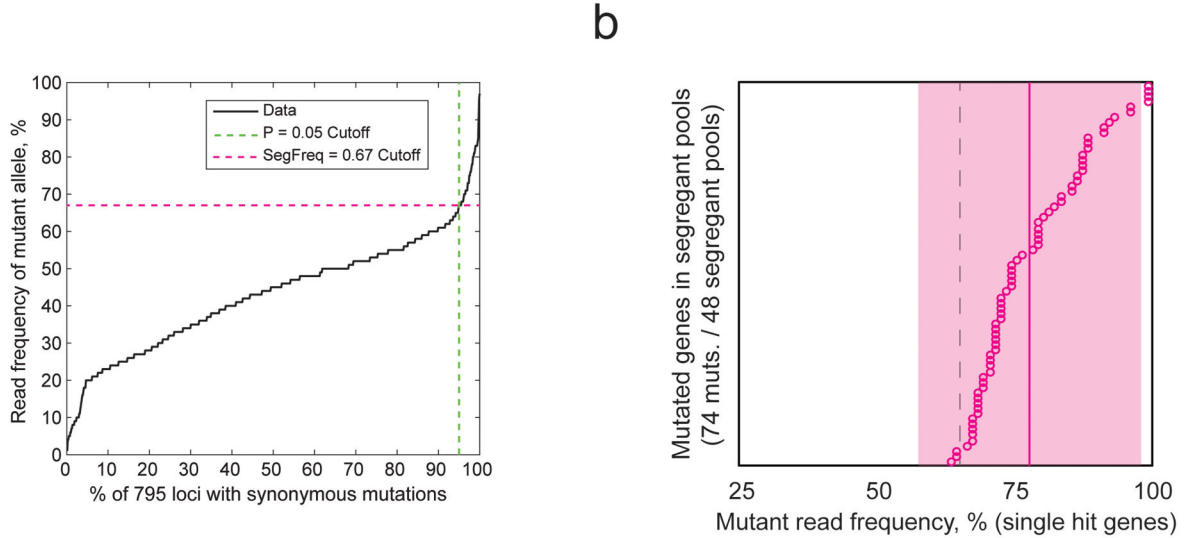 b
Read frequency of mutant allele, %
100
90
80
70
60
50
40
30
20
10
0
Data
P = 0.05 Cutoff
SegFreq = 0.67 Cutoff
0 10 20 30 40 50 60 70 80 90 100
% of 795 loci with synonymous mutations
Mutated genes in segregant pools
(74 muts. / 48 segregant pools)
25 50 75 100
Mutant read frequency, % (single hit genes)